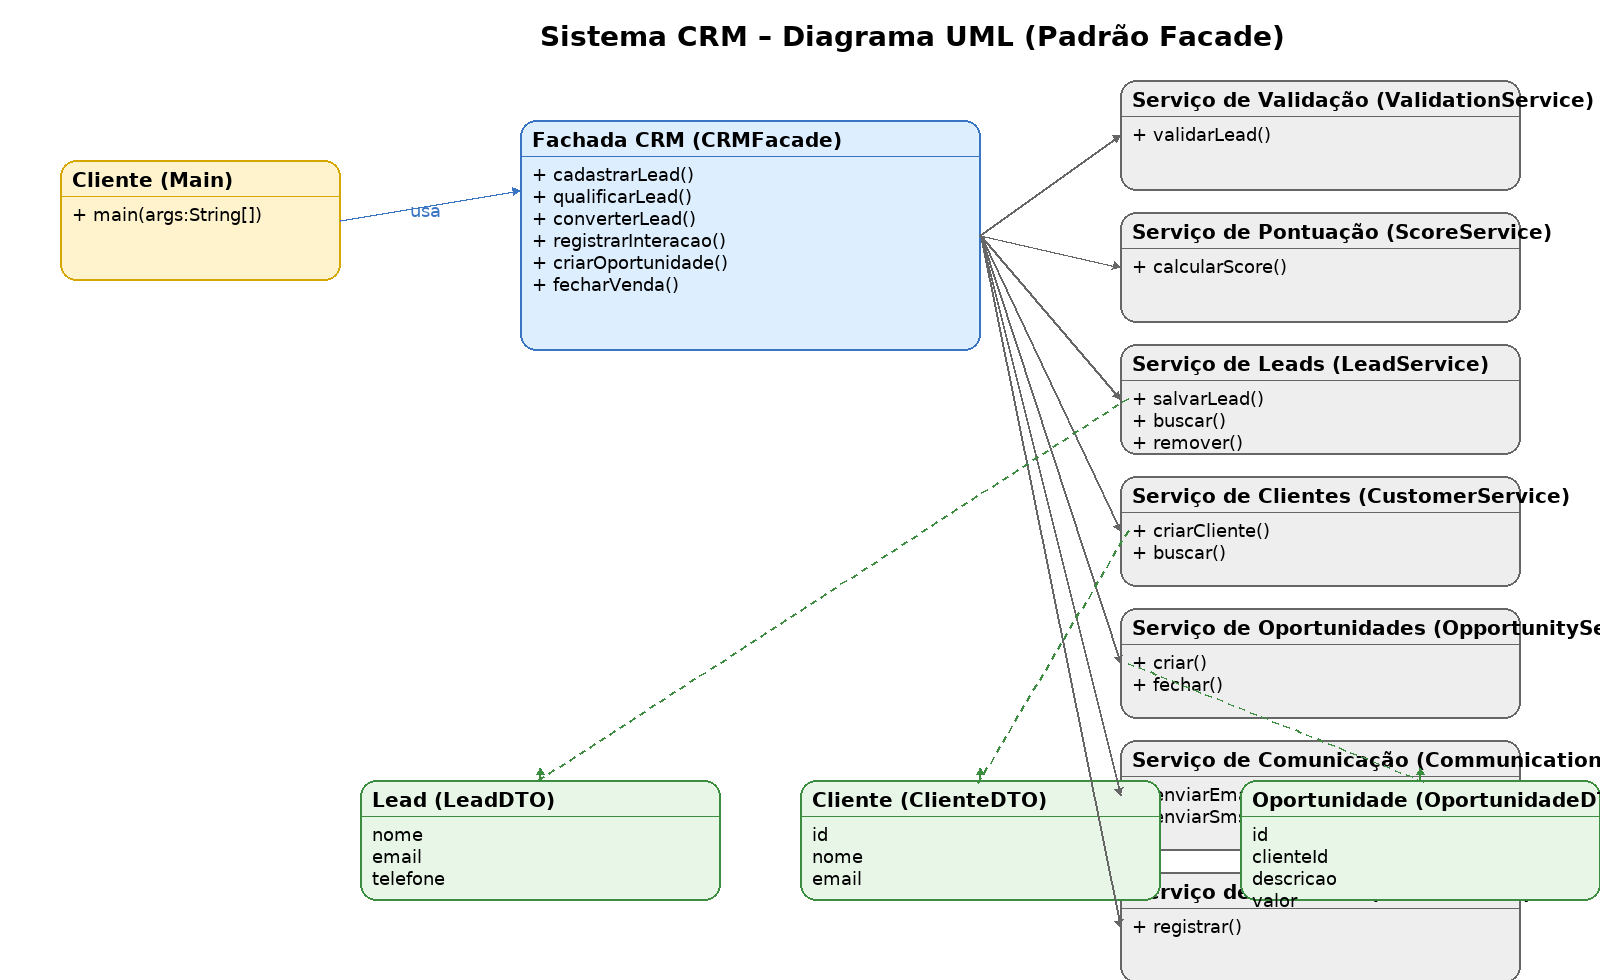 Sistema CRM – Diagrama UML (Padrão Facade)
Cliente (Main)
+ main(args:String[])
usa
Fachada CRM (CRMFacade)
+ cadastrarLead()
+ qualificarLead()
+ converterLead()
+ registrarInteracao()
+ criarOportunidade()
+ fecharVenda()
Serviço de Validação (ValidationService)
+ validarLead()
Serviço de Pontuação (ScoreService)
+ calcularScore()
Serviço de Leads (LeadService)
+ salvarLead()
+ buscar()
+ remover()
Serviço de Clientes (CustomerService)
+ criarCliente()
+ buscar()
Serviço de Oportunidades (OpportunitySe
+ criar()
+ fechar()
Serviço de Comunicação (Communication
enviarEma
enviarSms
Lead (LeadDTO)
nome
email
telefone
Cliente (ClienteDTO)
id
nome
email
Oportunidade (OportunidadeDT
id
clienteId
descricao
valor
erviço de
+ registrar()